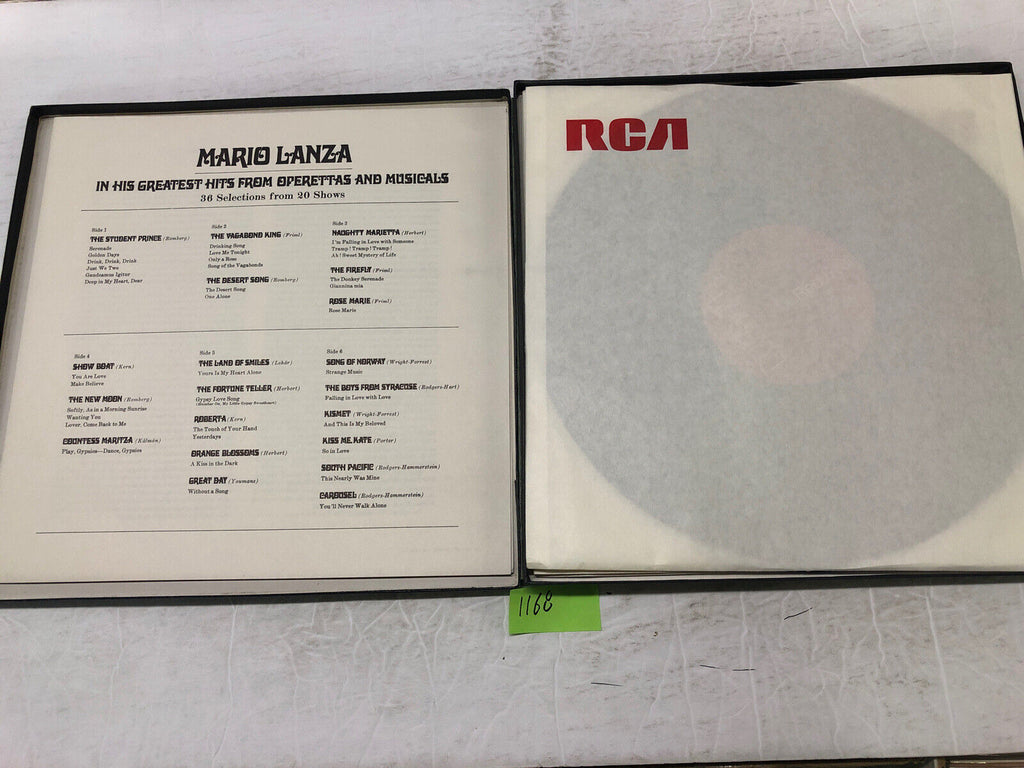 MARIO LANZA
IN HIS GREATEST HITS FROM OPERETTAS AND MUSICALS
36 Selections from 20 Shows
Side 1
THE STUDENT PRINCE (Romberg)
Serenade
Golden Days
Drink, Drink, Drink
Just We Two
Gaudeamus Igitur
Deep in My Heart, Dear
Side 2
THE VAGABOND KING (Friml)
Drinking Song
Love Me Tonight
Only a Rose
Song of the Vagabonds
THE DESERT SONG (Romberg)
The Desert Song
One Alone
Side 3
NAUGHTY MARIETTA (Herbert)
I'm Falling in Love with Someone
Tramp! Tramp! Tramp!
Ah! Sweet Mystery of Life
THE FIREFLY (Friml)
The Donkey Serenade
Giannina mia
ROSE MARIE (Friml)
Rose Marie
Side 4
SHOW BOAT (Kern)
You Are Love
Make Believe
THE NEW MOON (Romberg)
Softly, As in a Morning Sunrise
Wanting You
Lover, Come Back to Me
COUNTESS MARITZA (Kálmán)
Play, Gypsies—Dance, Gypsies
Side 5
THE LAND OF SMILES (Lehár)
Yours Is My Heart Alone
THE FORTUNE TELLER (Herbert)
Gypsy Love Song
(Slumber On, My Little Gypsy Sweetheart)
ROBERTA (Kern)
The Touch of Your Hand
Yesterdays
ORANGE BLOSSOMS (Herbert)
A Kiss in the Dark
GREAT DAY (Youmans)
Without a Song
Side 6
SONG OF NORWAY (Wright-Forrest)
Strange Music
THE BOYS FROM SYRACUSE (Rodgers-Hart)
Falling in Love with Love
KISMET (Wright-Forrest)
And This Is My Beloved
KISS ME, KATE (Porter)
So in Love
SOUTH PACIFIC (Rodgers-Hammerstein)
This Nearly Was Mine
CAROUSEL (Rodgers-Hammerstein)
You'll Never Walk Alone
RCA
1168